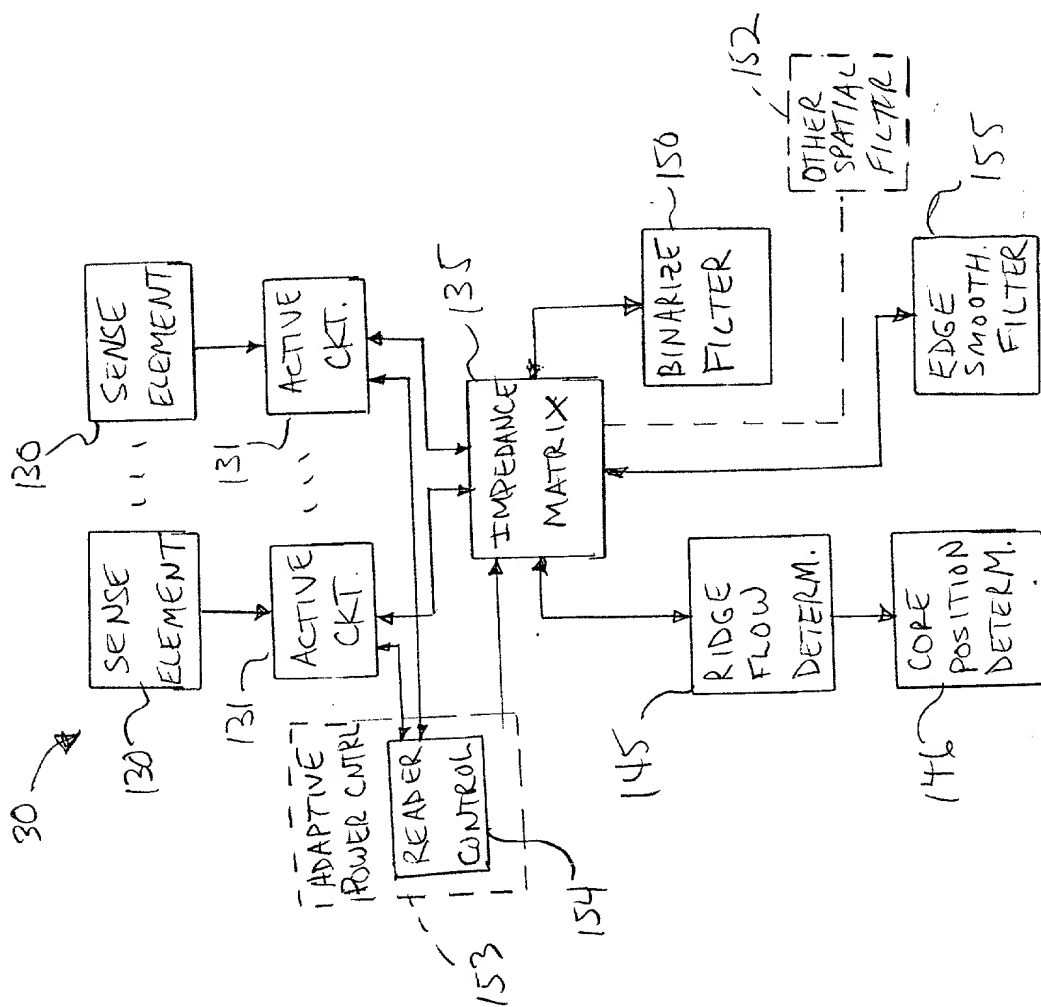 30
130
SENSE
ELEMENT
130
SENSE
ELEMENT
131
ACTIVE
CKT.
131
ACTIVE
CKT.
ADAPTIVE
POWER CNTRL
READER
CONTROL
153
154
IMPEDANCE
MATRIX
135
BINARIZE
FILTER
150
OTHER
SPATIAL
FILTER
152
RIDGE
FLOW
DETERM.
145
CORE
POSITION
DETERM.
146
EDGE
SMOOTH.
FILTER
155